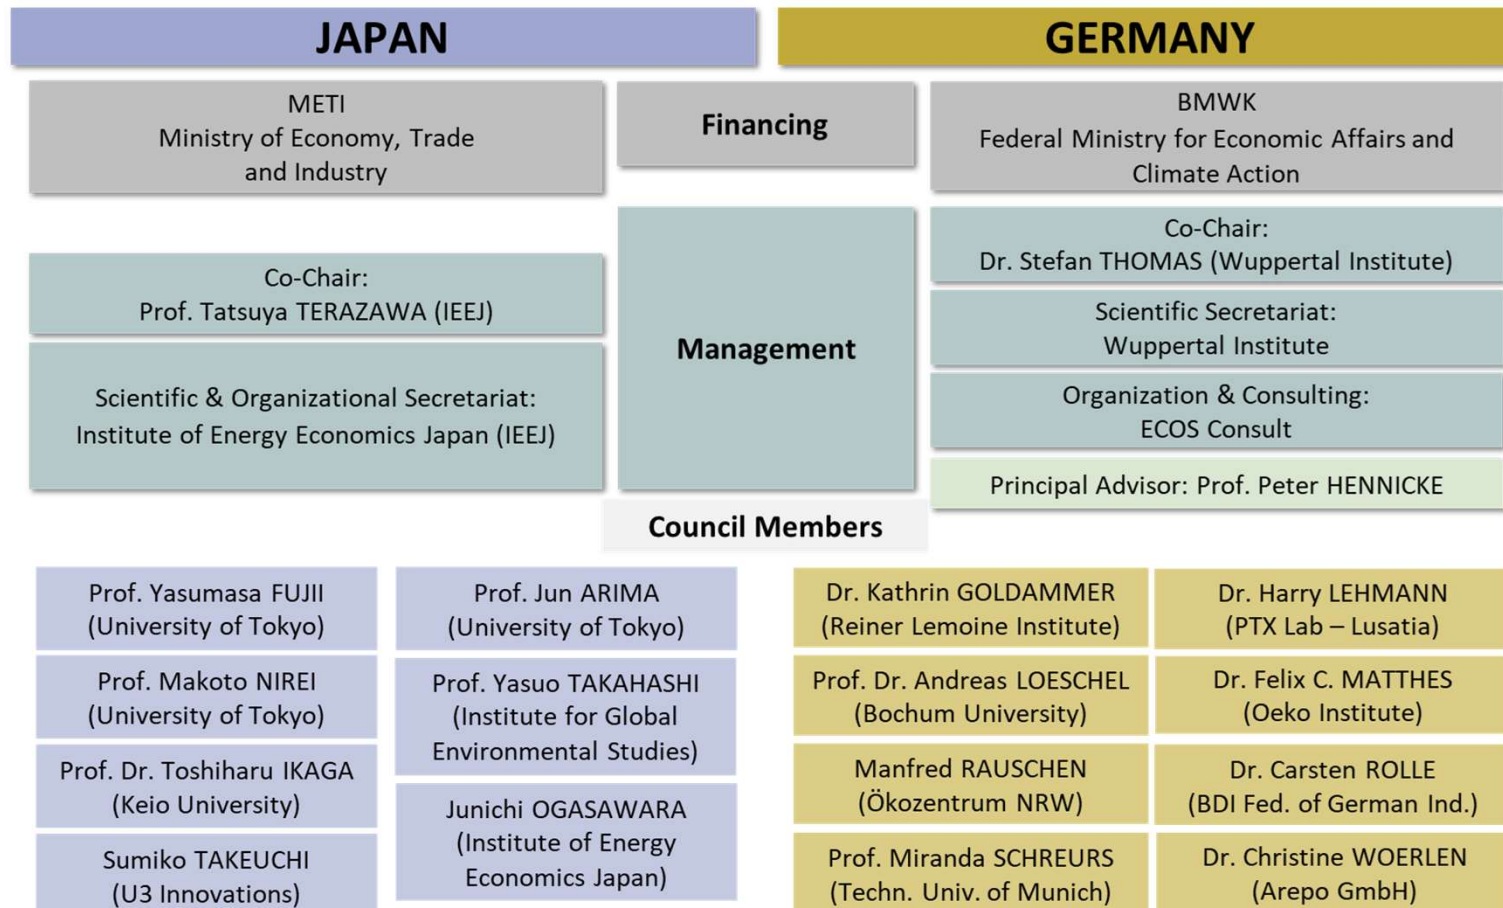 JAPAN
GERMANY
METI
Ministry of Economy, Trade
and Industry
Financing
BMWK
Federal Ministry for Economic Affairs and
Climate Action
Co-Chair:
Prof. Tatsuya TERAZAWA (IEEJ)
Scientific & Organizational Secretariat:
Institute of Energy Economics Japan (IEEJ)
Management
Co-Chair:
Dr. Stefan THOMAS (Wuppertal Institute)
Scientific Secretariat:
Wuppertal Institute
Organization & Consulting:
ECOS Consult
Principal Advisor: Prof. Peter HENNICKE
Council Members
Prof. Yasumasa FUJII
(University of Tokyo)
Prof. Makoto NIREI
(University of Tokyo)
Prof. Dr. Toshiharu IKAGA
(Keio University)
Sumiko TAKEUCHI
(U3 Innovations)
Prof. Jun ARIMA
(University of Tokyo)
Prof. Yasuo TAKAHASHI
(Institute for Global
Environmental Studies)
Junichi OGASAWARA
(Institute of Energy
Economics Japan)
Dr. Kathrin GOLDAMMER
(Reiner Lemoine Institute)
Prof. Dr. Andreas LOESCHEL
(Bochum University)
Manfred RAUSCHEN
(Ökozentrum NRW)
Prof. Miranda SCHREURS
(Techn. Univ. of Munich)
Dr. Harry LEHMANN
(PTX Lab – Lusatia)
Dr. Felix C. MATTHES
(Oeko Institute)
Dr. Carsten ROLLE
(BDI Fed. of German Ind.)
Dr. Christine WOERLEN
(Arepo GmbH)